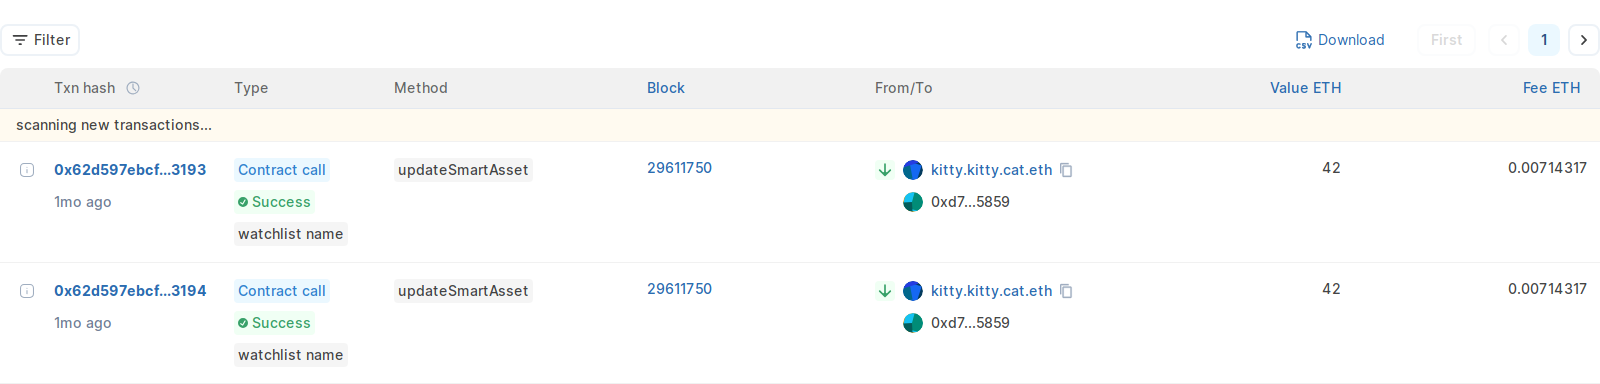 Filter
CSV Download First 1
Txn hash Type Method Block From/To Value ETH Fee ETH
scanning new transactions...
0x62d597ebcf...3193 Contract call updateSmartAsset 29611750 kitty.kitty.cat.eth 42 0.00714317
1mo ago Success 0xd7...5859
watchlist name
0x62d597ebcf...3194 Contract call updateSmartAsset 29611750 kitty.kitty.cat.eth 42 0.00714317
1mo ago Success 0xd7...5859
watchlist name